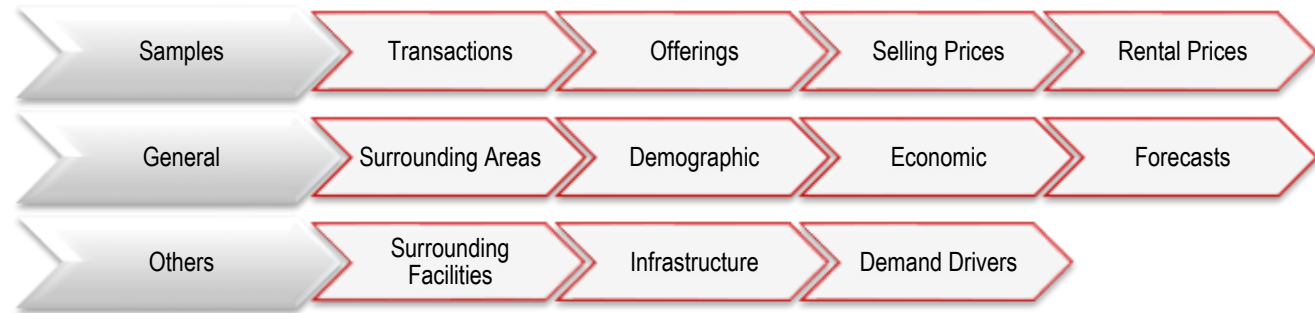 Samples
Transactions
Offerings
Selling Prices
Rental Prices
General
Surrounding Areas
Demographic
Economic
Forecasts
Others
Surrounding
Facilities
Infrastructure
Demand Drivers